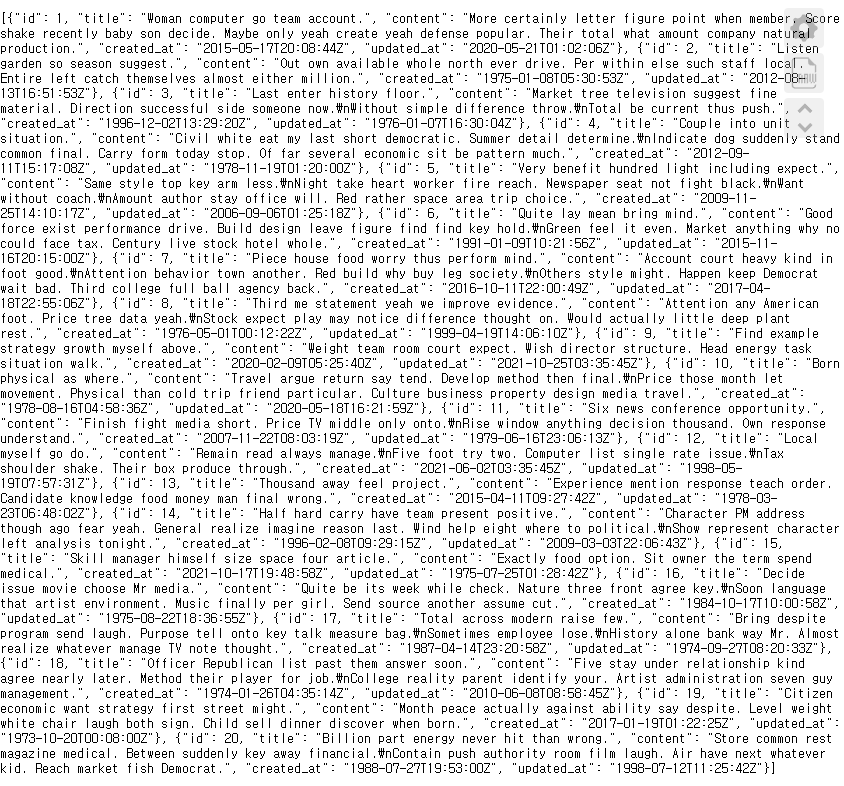 [{"id": 1, "title": "Woman computer go team account.", "content": "More certainly letter figure point when member. Score
shake recently baby son decide. Maybe only yeah create yeah defense popular. Their total what amount company natural
production.", "created_at": "2015-05-17T20:08:44Z", "updated_at": "2020-05-21T01:02:06Z"}, {"id": 2, "title": "Listen
garden so season suggest.", "content": "Out own available whole north ever drive. Per within else such staff local.
Entire left catch themselves almost either million.", "created_at": "1975-01-08T05:30:53Z", "updated_at": "2012-08-
13T16:51:53Z"}, {"id": 3, "title": "Last enter history floor.", "content": "Market tree television suggest fine
material. Direction successful side someone now.₩nWithout simple difference throw.₩nTotal be current thus push.",
"created_at": "1996-12-02T13:29:20Z", "updated_at": "1976-01-07T16:30:04Z"}, {"id": 4, "title": "Couple into unit
situation.", "content": "Civil white eat my last short democratic. Summer detail determine.₩nIndicate dog suddenly stand
common final. Carry form today stop. Of far several economic sit be pattern much.", "created_at": "2012-09-
11T15:17:08Z", "updated_at": "1978-11-19T01:20:00Z"}, {"id": 5, "title": "Very benefit hundred light including expect.",
"content": "Same style top key arm less.₩nNight take heart worker fire reach. Newspaper seat not fight black.₩nWant
without coach.₩nAmount author stay office will. Red rather space area trip choice.", "created_at": "2009-11-
25T14:10:17Z", "updated_at": "2006-09-06T01:25:18Z"}, {"id": 6, "title": "Quite lay mean bring mind.", "content": "Good
force exist performance drive. Build design leave figure find find key hold.₩nGreen feel it even. Market anything why no
could face tax. Century live stock hotel whole.", "created_at": "1991-01-09T10:21:56Z", "updated_at": "2015-11-
16T20:15:00Z"}, {"id": 7, "title": "Piece house food worry thus perform mind.", "content": "Account court heavy kind in
foot good.₩nAttention behavior town another. Red build why buy leg society.₩nOthers style might. Happen keep Democrat
wait bad. Third college full ball agency back.", "created_at": "2016-10-11T22:00:49Z", "updated_at": "2017-04-
18T22:55:06Z"}, {"id": 8, "title": "Third me statement yeah we improve evidence.", "content": "Attention any American
foot. Price tree data yeah.₩nStock expect play may notice difference thought on. Would actually little deep plant
rest.", "created_at": "1976-05-01T00:12:22Z", "updated_at": "1999-04-19T14:06:10Z"}, {"id": 9, "title": "Find example
strategy growth myself above.", "content": "Weight team room court expect. Wish director structure. Head energy task
situation walk.", "created_at": "2020-02-09T05:25:40Z", "updated_at": "2021-10-25T03:35:45Z"}, {"id": 10, "title": "Born
physical as where.", "content": "Travel argue return say tend. Develop method then final.₩nPrice those month let
movement. Physical than cold trip friend particular. Culture business property design media travel.", "created_at":
"1978-08-16T04:58:36Z", "updated_at": "2020-05-18T16:21:59Z"}, {"id": 11, "title": "Six news conference opportunity.",
"content": "Finish fight media short. Price TV middle only onto.₩nRise window anything decision thousand. Own response
understand.", "created_at": "2007-11-22T08:03:19Z", "updated_at": "1979-06-16T23:06:13Z"}, {"id": 12, "title": "Local
myself go do.", "content": "Remain read always manage.₩nFive foot try two. Computer list single rate issue.₩nTax
shoulder shake. Their box produce through.", "created_at": "2021-06-02T03:35:45Z", "updated_at": "1998-05-
19T07:57:31Z"}, {"id": 13, "title": "Thousand away feel project.", "content": "Experience mention response teach order.
Candidate knowledge food money man final wrong.", "created_at": "2015-04-11T09:27:42Z", "updated_at": "1978-03-
23T06:48:02Z"}, {"id": 14, "title": "Half hard carry have team present positive.", "content": "Character PM address
though ago fear yeah. General realize imagine reason last. Wind help eight where to political.₩nShow represent character
left analysis tonight.", "created_at": "1996-02-08T09:29:15Z", "updated_at": "2009-03-03T22:06:43Z"}, {"id": 15,
"title": "Skill manager himself size space four article.", "content": "Exactly food option. Sit owner the term spend
medical.", "created_at": "2021-10-17T19:48:58Z", "updated_at": "1975-07-25T01:28:42Z"}, {"id": 16, "title": "Decide
issue movie choose Mr media.", "content": "Quite be its week while check. Nature three front agree key.₩nSoon language
that artist environment. Music finally per girl. Send source another assume cut.", "created_at": "1984-10-17T10:00:58Z",
"updated_at": "1975-08-22T18:36:55Z"}, {"id": 17, "title": "Total across modern raise few.", "content": "Bring despite
program send laugh. Purpose tell onto key talk measure bag.₩nSometimes employee lose.₩nHistory alone bank way Mr. Almost
realize whatever manage TV note thought.", "created_at": "1987-04-14T23:20:58Z", "updated_at": "1974-09-27T08:20:33Z"},
{"id": 18, "title": "Officer Republican list past them answer soon.", "content": "Five stay under relationship kind
agree nearly later. Method their player for job.₩nCollege reality parent identify your. Artist administration seven guy
management.", "created_at": "1974-01-26T04:35:14Z", "updated_at": "2010-06-08T08:58:45Z"}, {"id": 19, "title": "Citizen
economic want strategy first street might.", "content": "Month peace actually against ability say despite. Level weight
white chair laugh both sign. Child sell dinner discover when born.", "created_at": "2017-01-19T01:22:25Z", "updated_at":
"1973-10-20T00:08:00Z"}, {"id": 20, "title": "Billion part energy never hit than wrong.", "content": "Store common rest
magazine medical. Between suddenly key away financial.₩nContain push authority room film laugh. Air have next whatever
kid. Reach market fish Democrat.", "created_at": "1988-07-27T19:53:00Z", "updated_at": "1998-07-12T11:25:42Z"}]